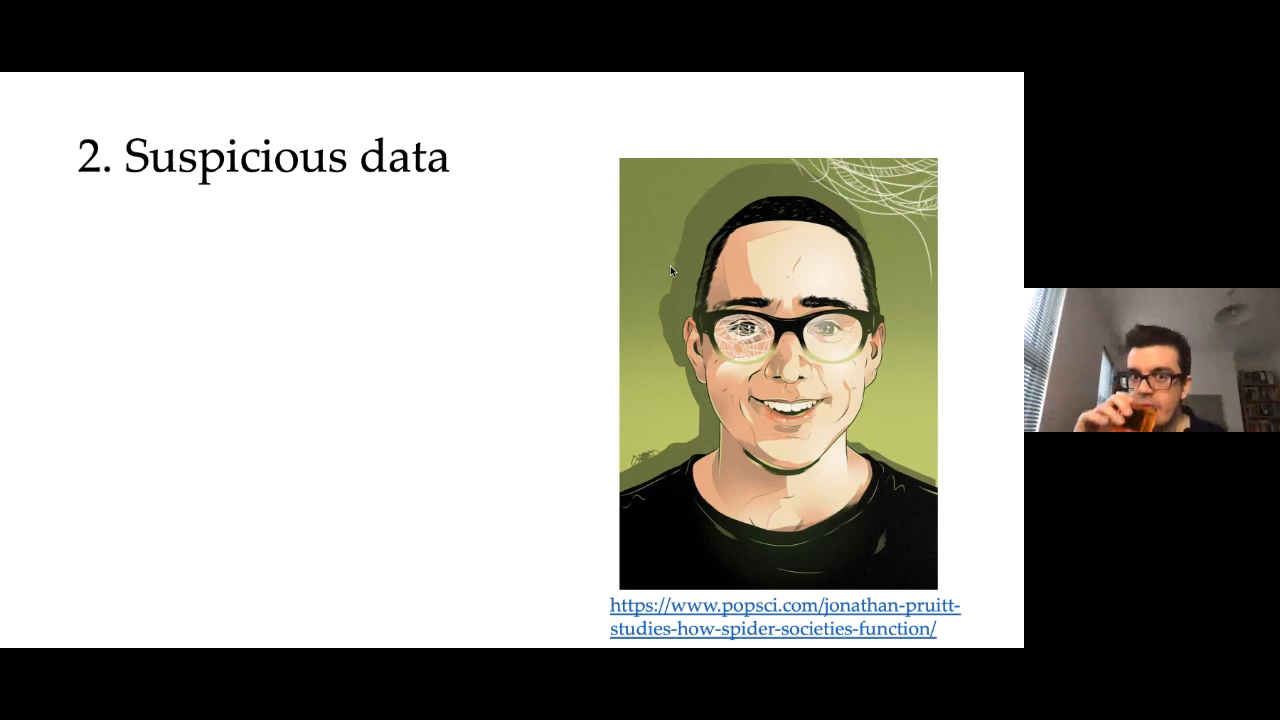 2. Suspicious data
https://www.popsci.com/jonathan-pruitt-
studies-how-spider-societies-function/